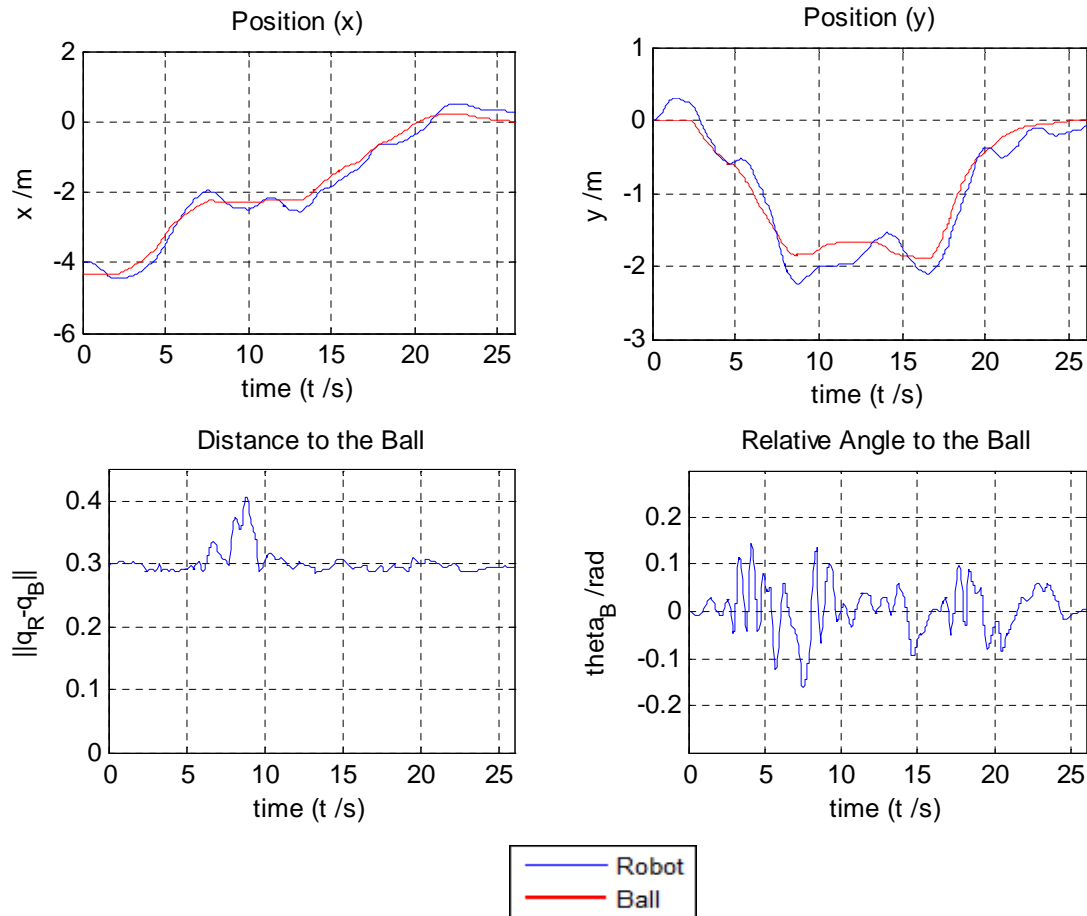 Position (x)
2
0
-2
-4
-6
x /m
0 5 10 15 20 25
time (t /s)
Position (y)
1
0
-1
-2
-3
y /m
0 5 10 15 20 25
time (t /s)
Distance to the Ball
0.4
0.3
0.2
0.1
0
||q_R-q_B||
0 5 10 15 20 25
time (t /s)
Relative Angle to the Ball
0.2
0.1
0
-0.1
-0.2
theta_B /rad
0 5 10 15 20 25
time (t /s)
Robot
Ball